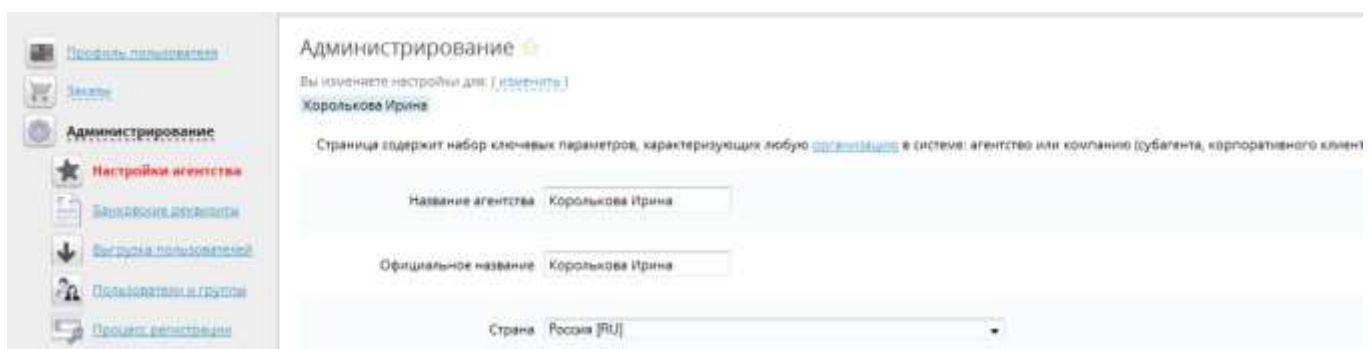 Профиль пользователя
Заказы
Администрирование
Настройки агентства
Банковские реквизиты
Выгрузка пользователей
Пользователи и группы
Процесс регистрации
Администрирование
Вы изменяете настройки для: [ изменить ]
Королькова Ирина
Страница содержит набор ключевых параметров, характеризующих любую организацию в системе: агентство или компанию (субагента, корпоративного клиент
Название агентства Королькова Ирина
Официальное название Королькова Ирина
Страна Россия [RU]